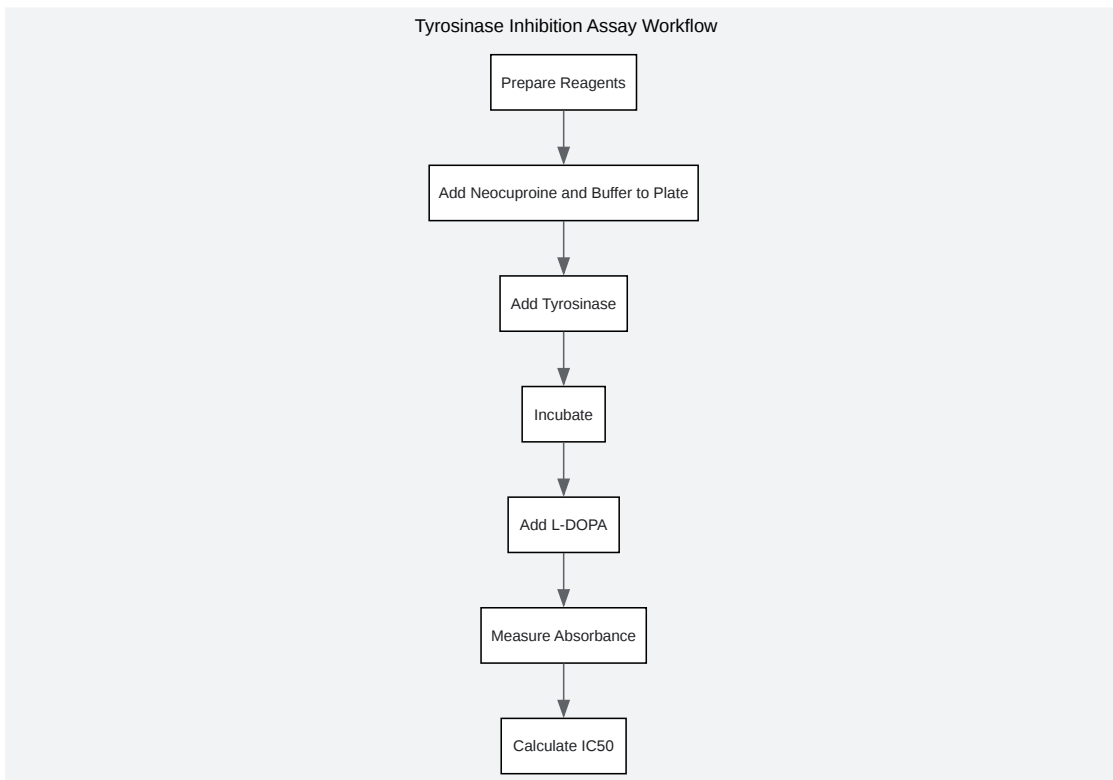 Tyrosinase Inhibition Assay Workflow
Prepare Reagents
Add Neocuproine and Buffer to Plate
Add Tyrosinase
Incubate
Add L-DOPA
Measure Absorbance
Calculate IC50